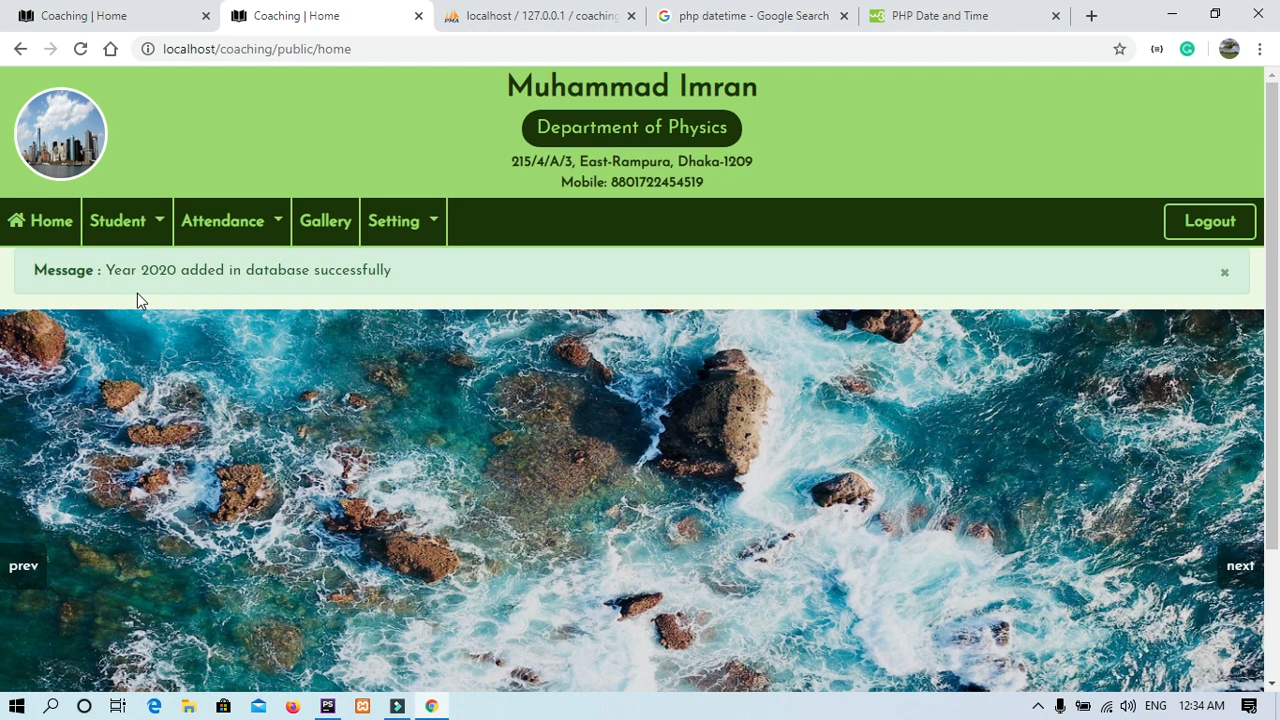 Coaching | Home
Coaching | Home
localhost / 127.0.0.1 / coaching
php datetime - Google Search
PHP Date and Time
localhost/coaching/public/home
Muhammad Imran
Department of Physics
215/4/A/3, East-Rampura, Dhaka-1209
Mobile: 8801722454519
Home Student Attendance Gallery Setting Logout
Message : Year 2020 added in database successfully ×
prev next
ENG 12:34 AM